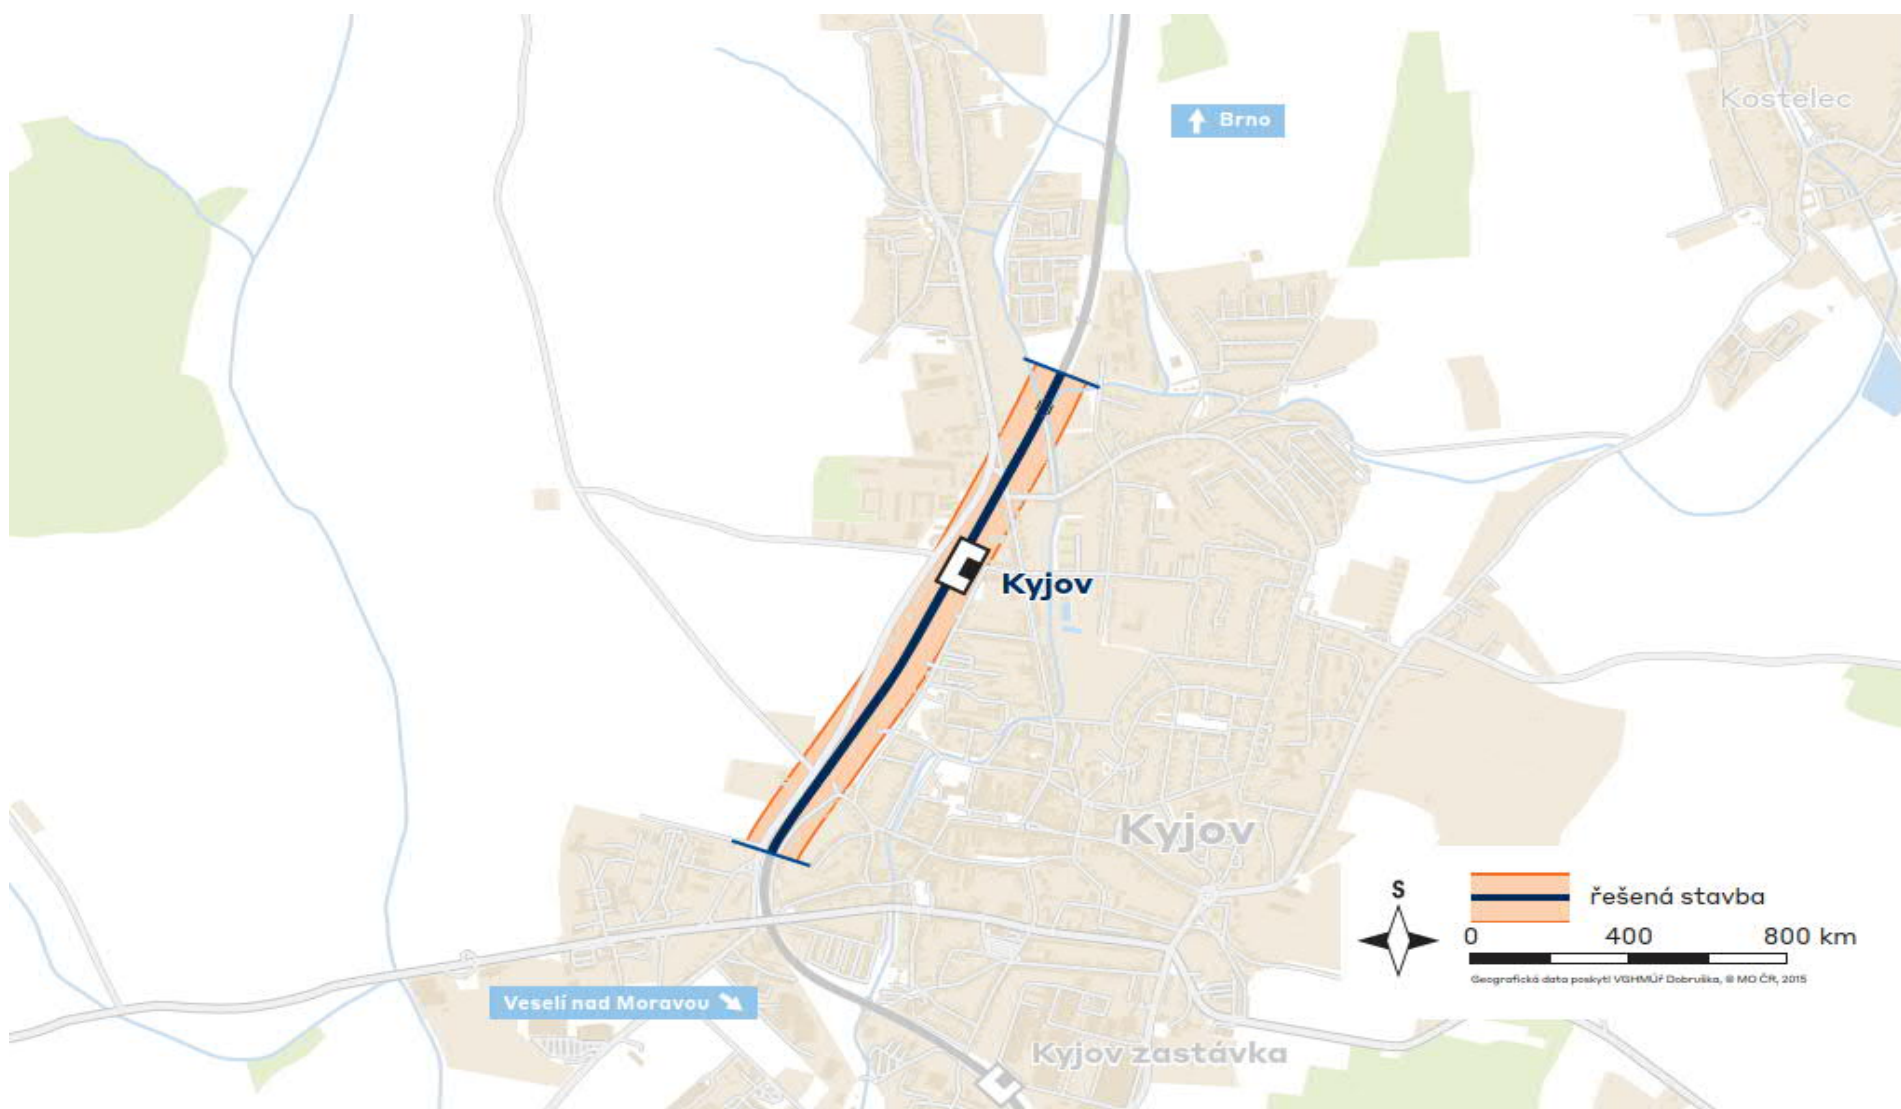 Kostelec
Brno
Kyjov
Kyjov
S
řešená stavba
0 400 800 km
Geografická data poskytl VGHMÚř Dobruška, © MO ČR, 2015
Veselí nad Moravou
Kyjov zastávka